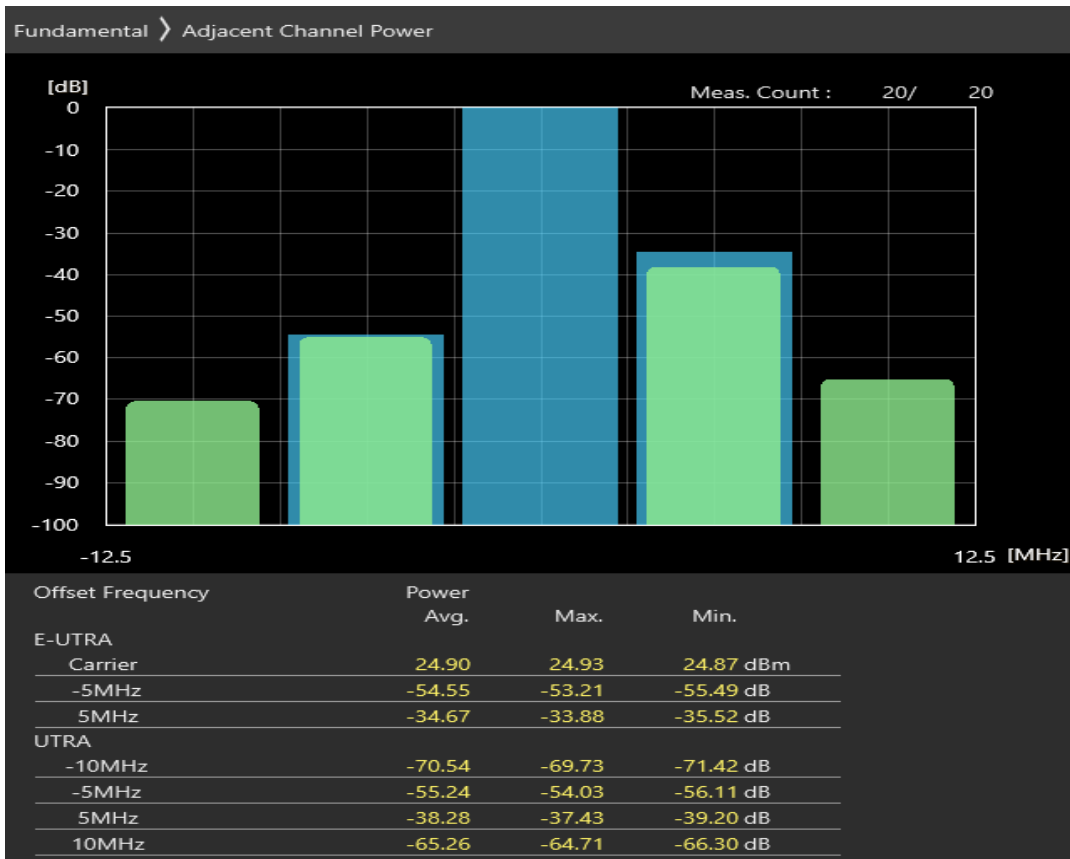 Fundamental 〉 Adjacent Channel Power
[dB]
Meas. Count : 20/ 20
0
-10
-20
-30
-40
-50
-60
-70
-80
-90
-100
-12.5 12.5 [MHz]
Offset Frequency Power
Avg. Max. Min.
E-UTRA
Carrier 24.90 24.93 24.87 dBm
-5MHz -54.55 -53.21 -55.49 dB
5MHz -34.67 -33.88 -35.52 dB
UTRA
-10MHz -70.54 -69.73 -71.42 dB
-5MHz -55.24 -54.03 -56.11 dB
5MHz -38.28 -37.43 -39.20 dB
10MHz -65.26 -64.71 -66.30 dB